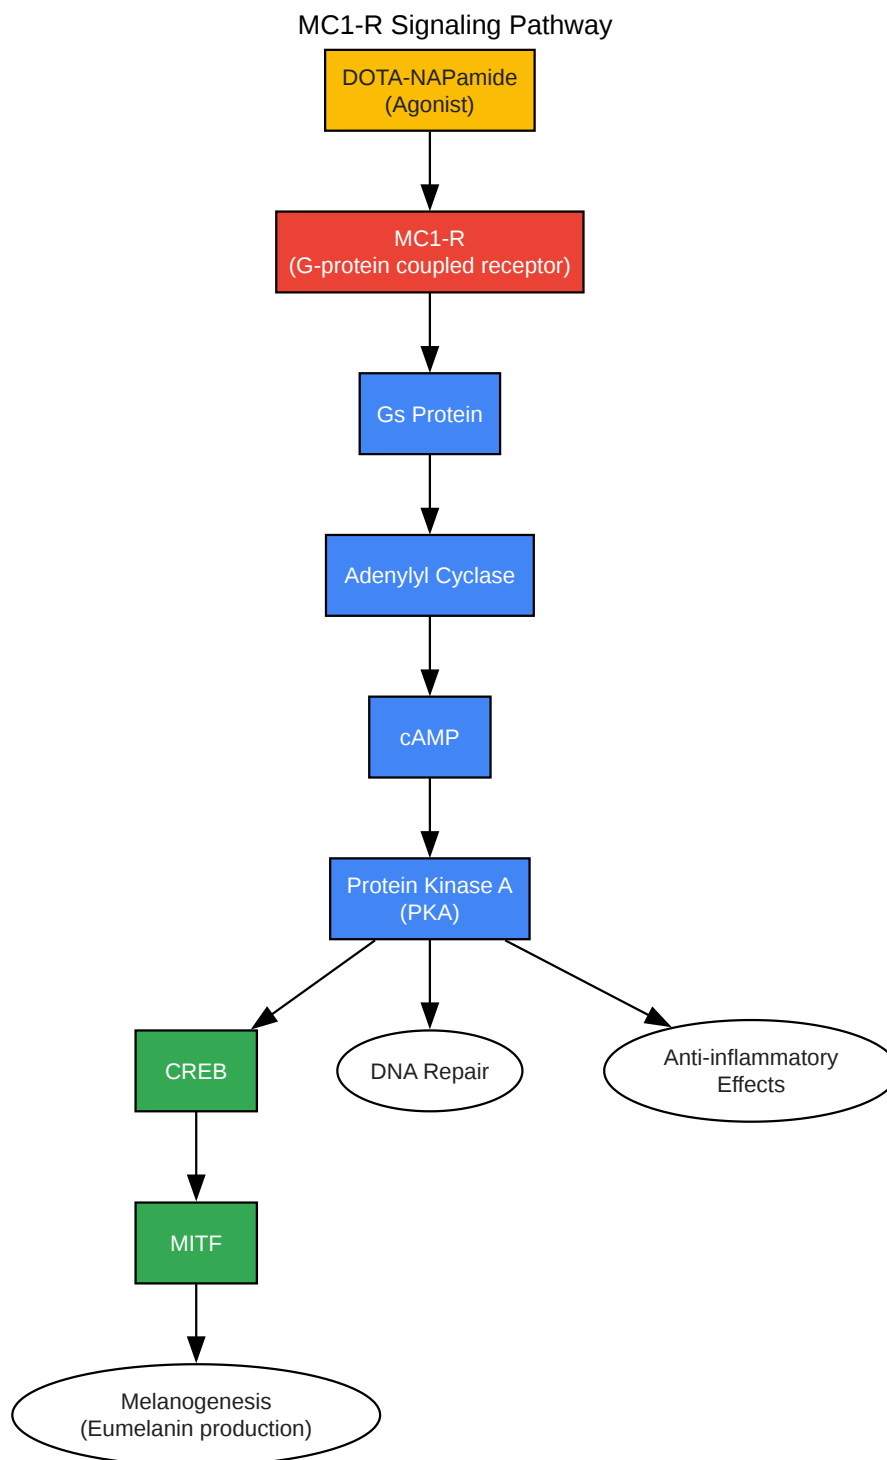 MC1-R Signaling Pathway
DOTA-NAPamide
(Agonist)
MC1-R
(G-protein coupled receptor)
Gs Protein
Adenylyl Cyclase
cAMP
Protein Kinase A
(PKA)
CREB
DNA Repair
Anti-inflammatory
Effects
MITF
Melanogenesis
(Eumelanin production)